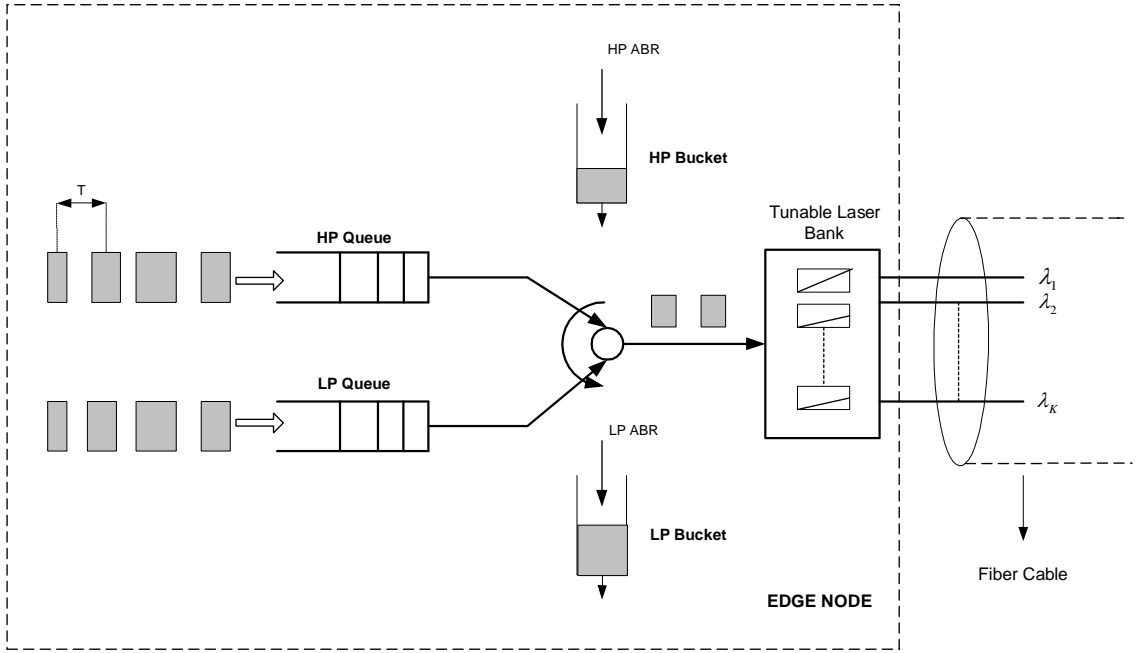 HP ABR
HP Bucket
T
Tunable Laser
Bank
HP Queue
λ1
λ2
LP Queue
λK
LP ABR
LP Bucket
Fiber Cable
EDGE NODE